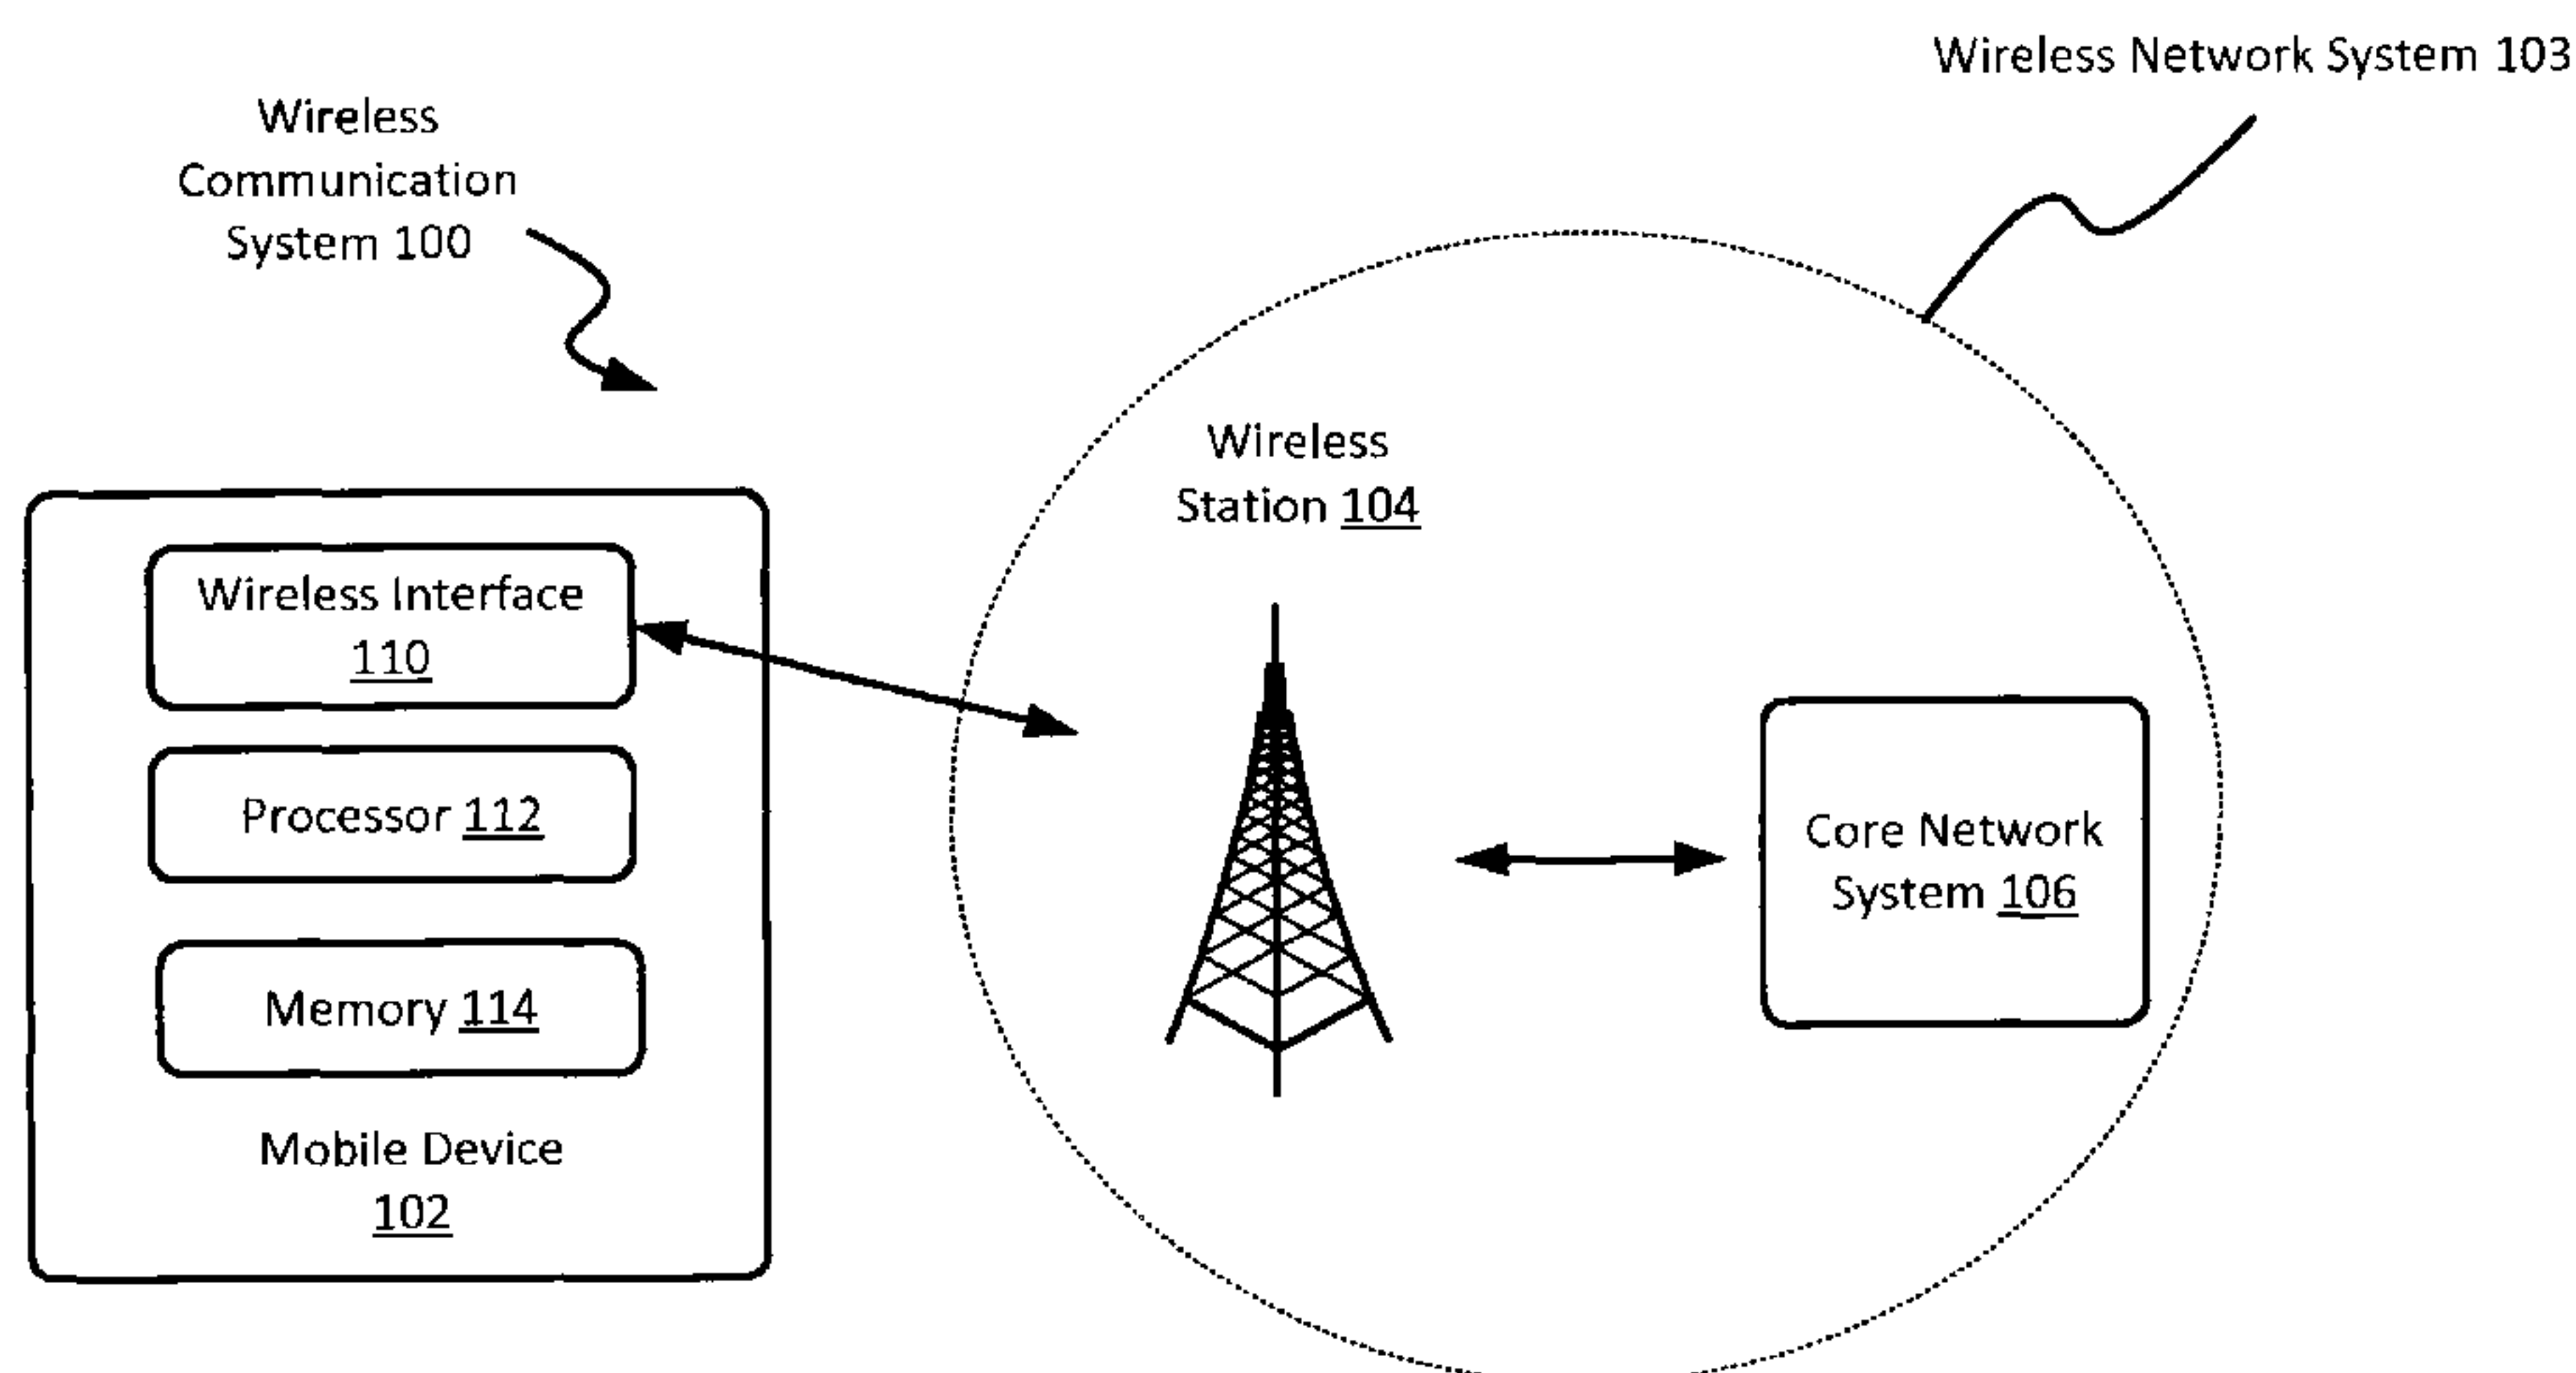 Wireless Network System 103
Wireless
Communication
System 100
Wireless
Station 104
Wireless Interface
110
Processor 112
Core Network
System 106
Memory 114
Mobile Device
102